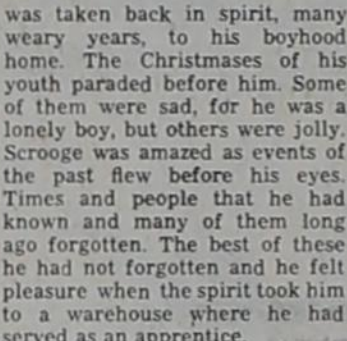 was taken back in spirit, many
weary years, to his boyhood
home. The Christmases of his
youth paraded before him. Some
of them were sad, for he was a
lonely boy, but others were jolly.
Scrooge was amazed as events of
the past flew before his eyes.
Times and people that he had
known and many of them long
ago forgotten. The best of these
he had not forgotten and he felt
pleasure when the spirit took him
to a warehouse where he had
served as an apprentice.